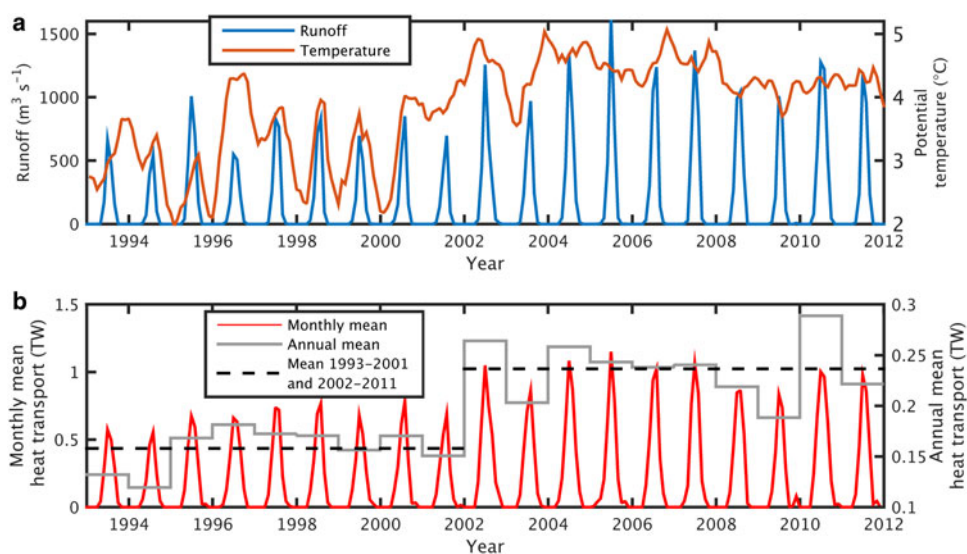 a
Runoff
Temperature
Runoff (m³ s⁻¹)
1500
1000
500
0
5
4
3
2
Potential
temperature (°C)
1994 1996 1998 2000 2002 2004 2006 2008 2010 2012
Year
b
Monthly mean
Annual mean
Mean 1993–2001
and 2002–2011
Monthly mean
heat transport (TW)
1.5
1
0.5
0
0.3
0.25
0.2
0.15
0.1
Annual mean
heat transport (TW)
1994 1996 1998 2000 2002 2004 2006 2008 2010 2012
Year